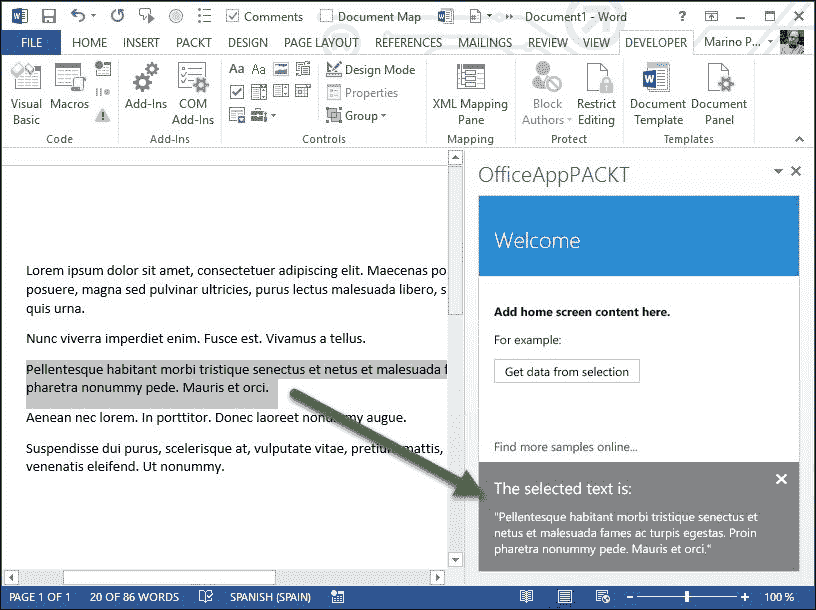 Comments Document Map Document1 - Word ?
FILE HOME INSERT PACKT DESIGN PAGE LAYOUT REFERENCES MAILINGS REVIEW VIEW DEVELOPER Marino P...
Aa Aa Design Mode
Properties
Group
Visual Basic
Macros
Add-Ins
COM Add-Ins
XML Mapping Pane
Block Authors
Restrict Editing
Document Template
Document Panel
Code Add-Ins Controls Mapping Protect Templates
Lorem ipsum dolor sit amet, consectetuer adipiscing elit. Maecenas po
posuere, magna sed pulvinar ultricies, purus lectus malesuada libero, s
quis urna.
Nunc viverra imperdiet enim. Fusce est. Vivamus a tellus.
Pellentesque habitant morbi tristique senectus et netus et malesuada f
pharetra nonummy pede. Mauris et orci.
Aenean nec lorem. In porttitor. Donec laoreet nonummy augue.
Suspendisse dui purus, scelerisque at, vulputate vitae, pretium mattis,
venenatis eleifend. Ut nonummy.
OfficeAppPACKT
Welcome
Add home screen content here.
For example:
Get data from selection
Find more samples online...
The selected text is:
"Pellentesque habitant morbi tristique senectus et
netus et malesuada fames ac turpis egestas. Proin
pharetra nonummy pede. Mauris et orci."
PAGE 1 OF 1 20 OF 86 WORDS SPANISH (SPAIN) 100 %